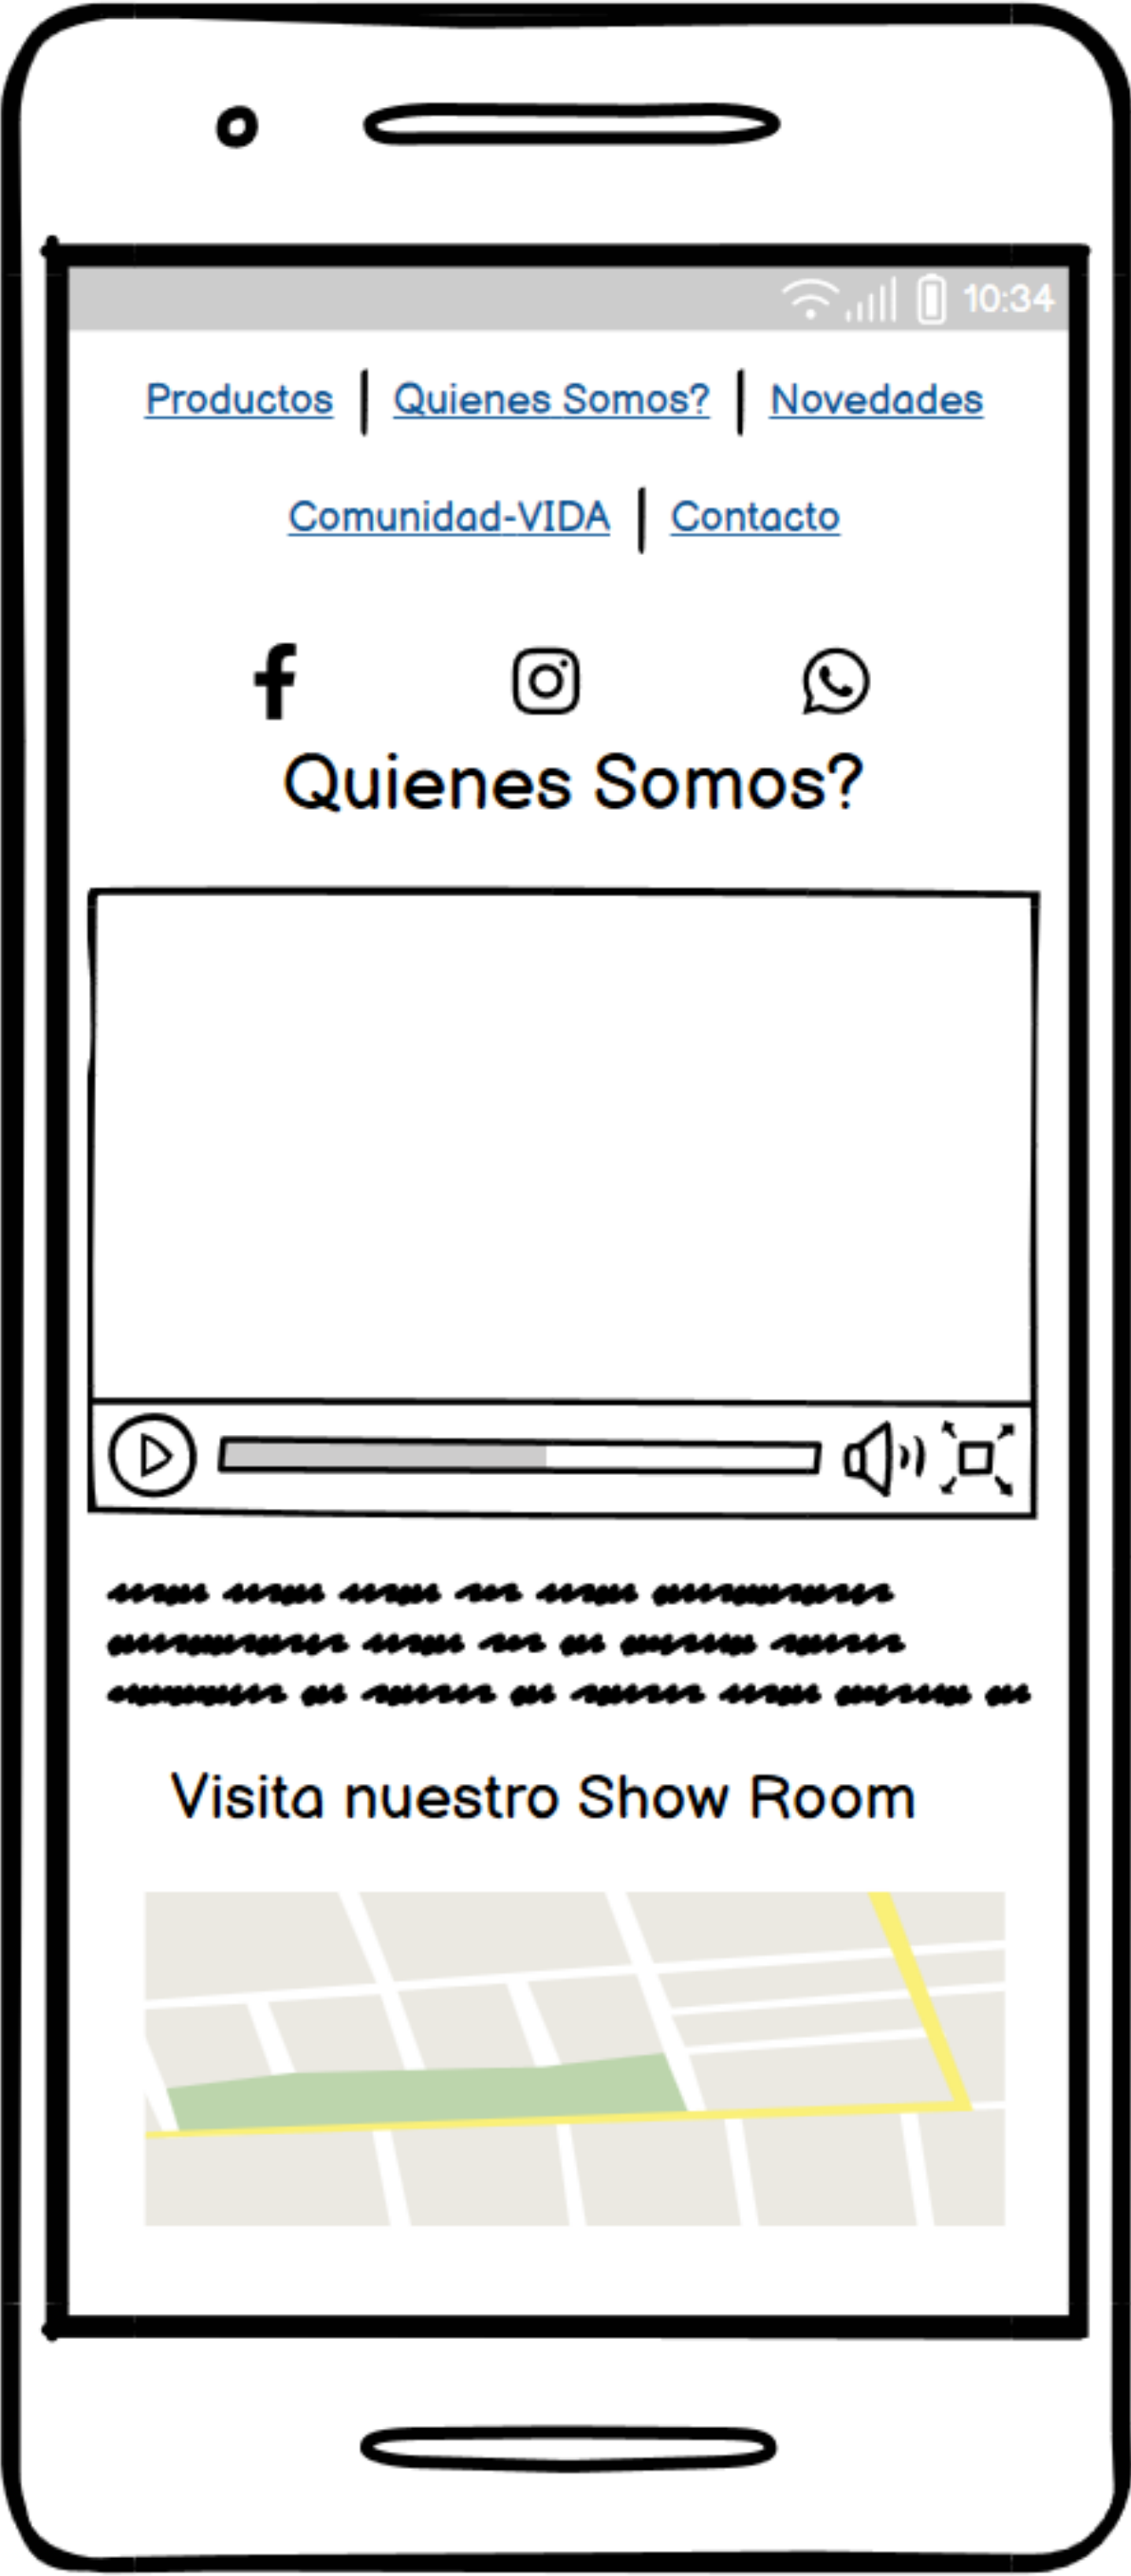 10:34
Productos | Quienes Somos? | Novedades
Comunidad-VIDA | Contacto
Quienes Somos?
Visita nuestro Show Room